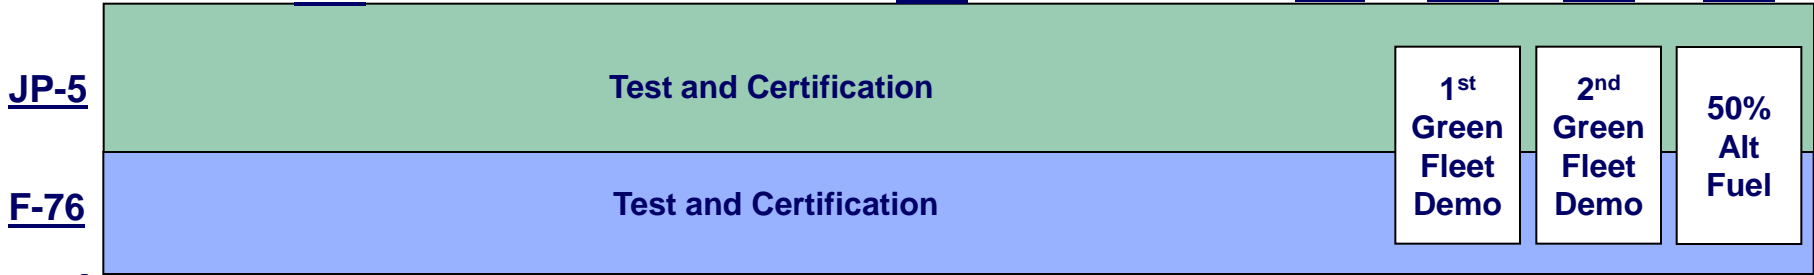 JP-5
Test and Certification
1st
Green
Fleet
Demo
2nd
Green
Fleet
Demo
50%
Alt
Fuel
F-76
Test and Certification